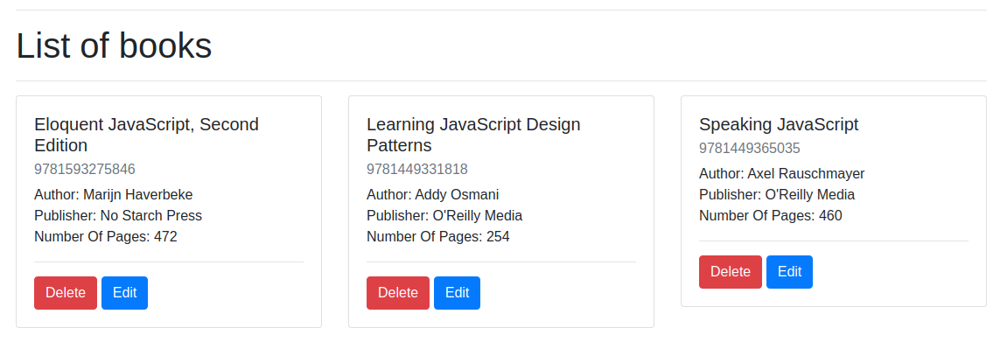 List of books
Eloquent JavaScript, Second
Edition
9781593275846
Author: Marijn Haverbeke
Publisher: No Starch Press
Number Of Pages: 472
Delete Edit
Learning JavaScript Design
Patterns
9781449331818
Author: Addy Osmani
Publisher: O'Reilly Media
Number Of Pages: 254
Delete Edit
Speaking JavaScript
9781449365035
Author: Axel Rauschmayer
Publisher: O'Reilly Media
Number Of Pages: 460
Delete Edit